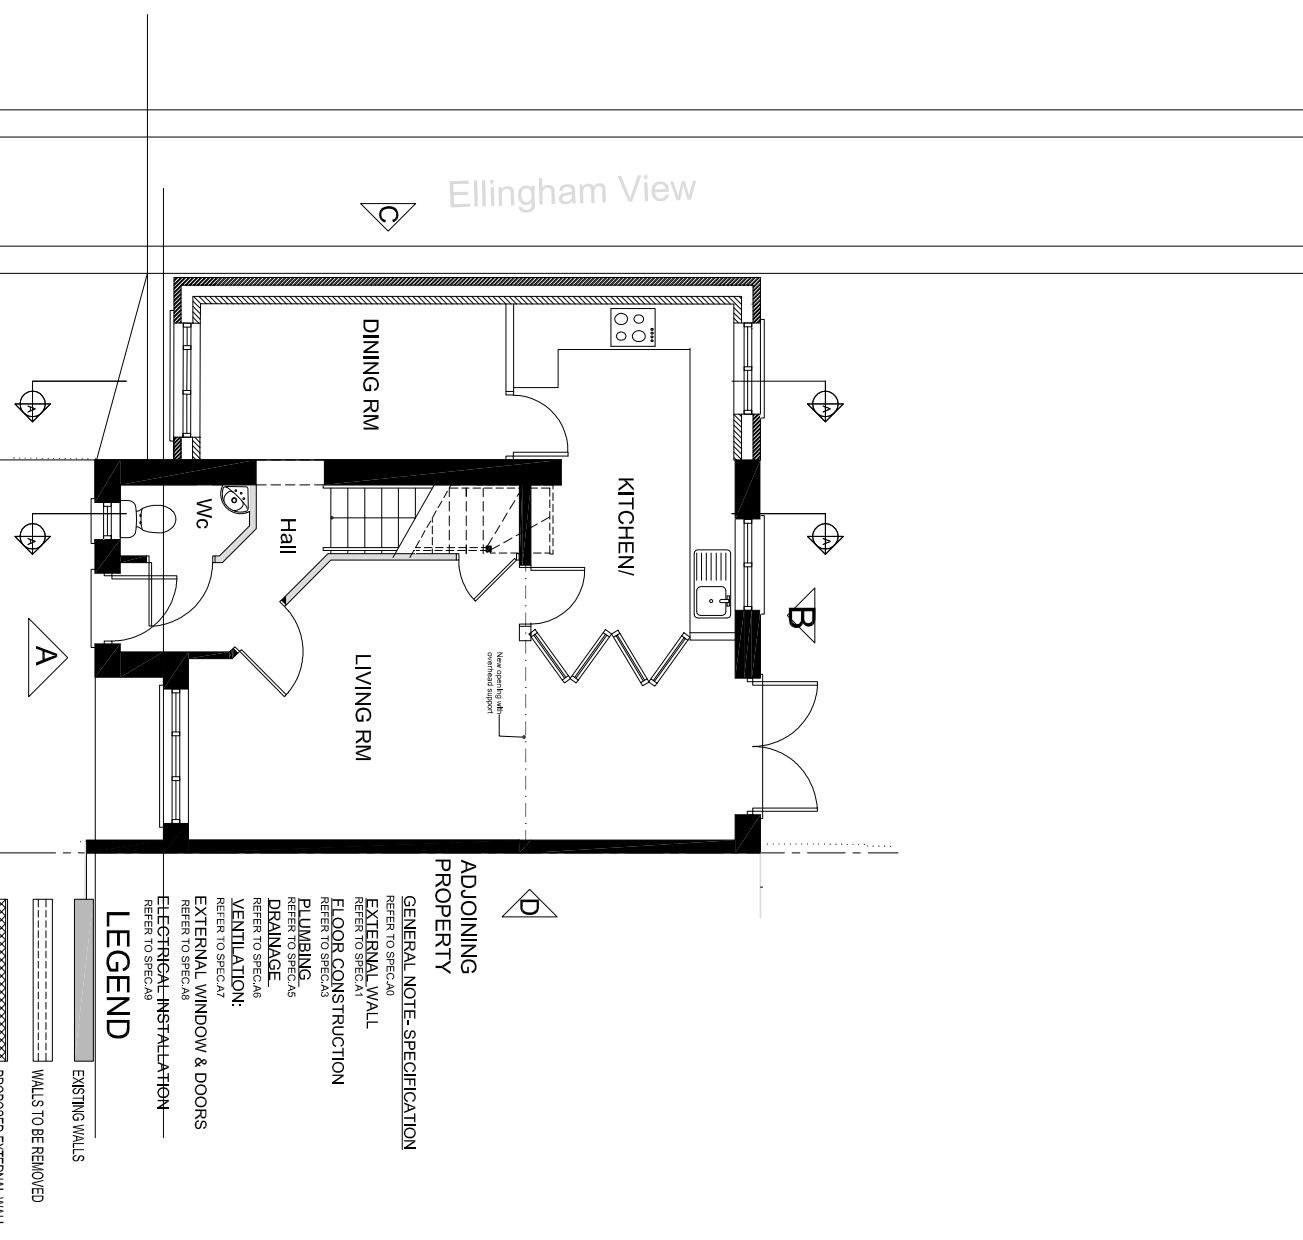 Ellingham View
C
DINING RM
KITCHEN/
Wc
Hall
LIVING RM
New opening with
overhead support
A
A
A
A
A
B
D
ADJOINING
PROPERTY
GENERAL NOTE- SPECIFICATION
REFER TO SPEC.A0
EXTERNAL WALL
REFER TO SPEC.A1
FLOOR CONSTRUCTION
REFER TO SPEC.A3
PLUMBING
REFER TO SPEC.A5
DRAINAGE
REFER TO SPEC.A6
VENTILATION:
REFER TO SPEC.A7
EXTERNAL WINDOW & DOORS
REFER TO SPEC.A8
ELECTRICAL INSTALLATION
REFER TO SPEC.A9
LEGEND
EXISTING WALLS
WALLS TO BE REMOVED